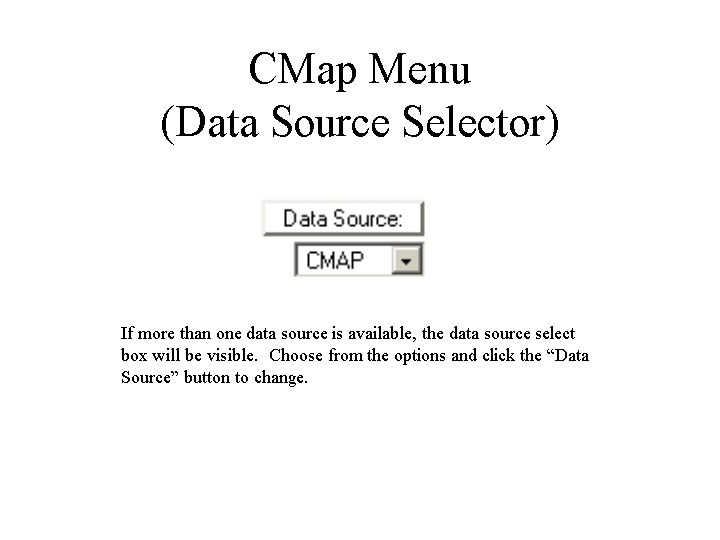 CMap Menu
(Data Source Selector)
Data Source:
CMAP
If more than one data source is available, the data source select
box will be visible.  Choose from the options and click the “Data
Source” button to change.